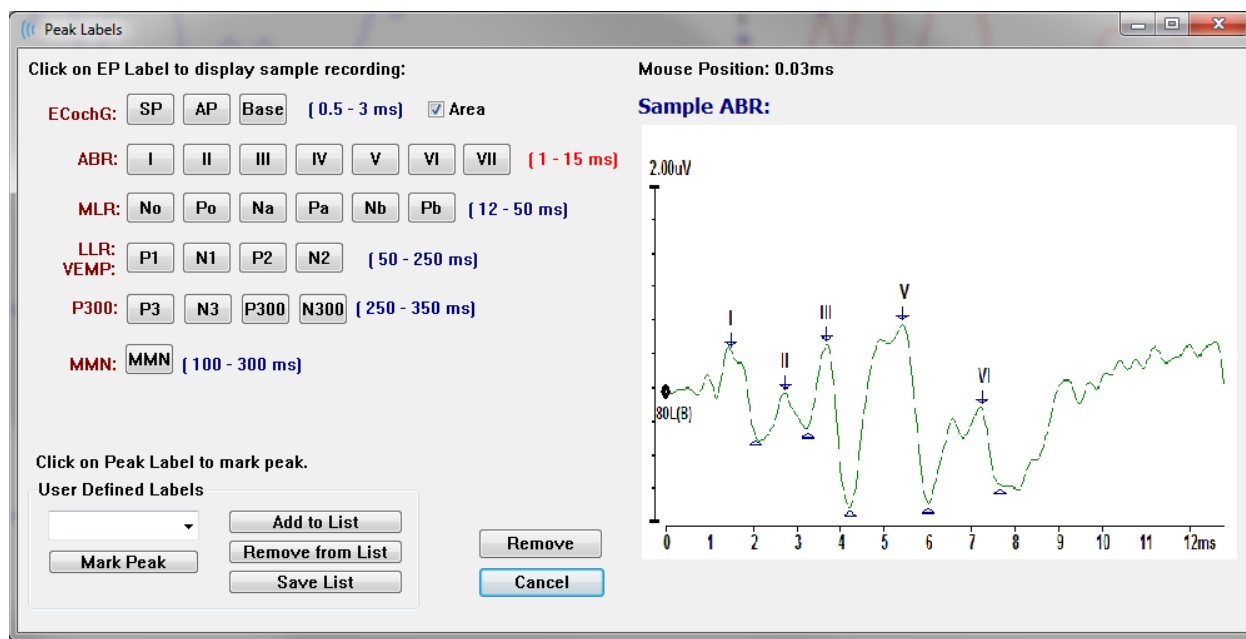 Peak Labels
Click on EP Label to display sample recording:
ECochG: SP AP Base ( 0.5 - 3 ms) Area
ABR: I II III IV V VI VII ( 1 - 15 ms)
MLR: No Po Na Pa Nb Pb ( 12 - 50 ms)
LLR:
VEMP: P1 N1 P2 N2 ( 50 - 250 ms)
P300: P3 N3 P300 N300 ( 250 - 350 ms)
MMN: MMN ( 100 - 300 ms)
Click on Peak Label to mark peak.
User Defined Labels
Add to List
Mark Peak
Remove from List
Save List
Remove
Cancel
Mouse Position: 0.03ms
Sample ABR:
2.00uV
I II III V VI
80L(B)
0 1 2 3 4 5 6 7 8 9 10 11 12ms